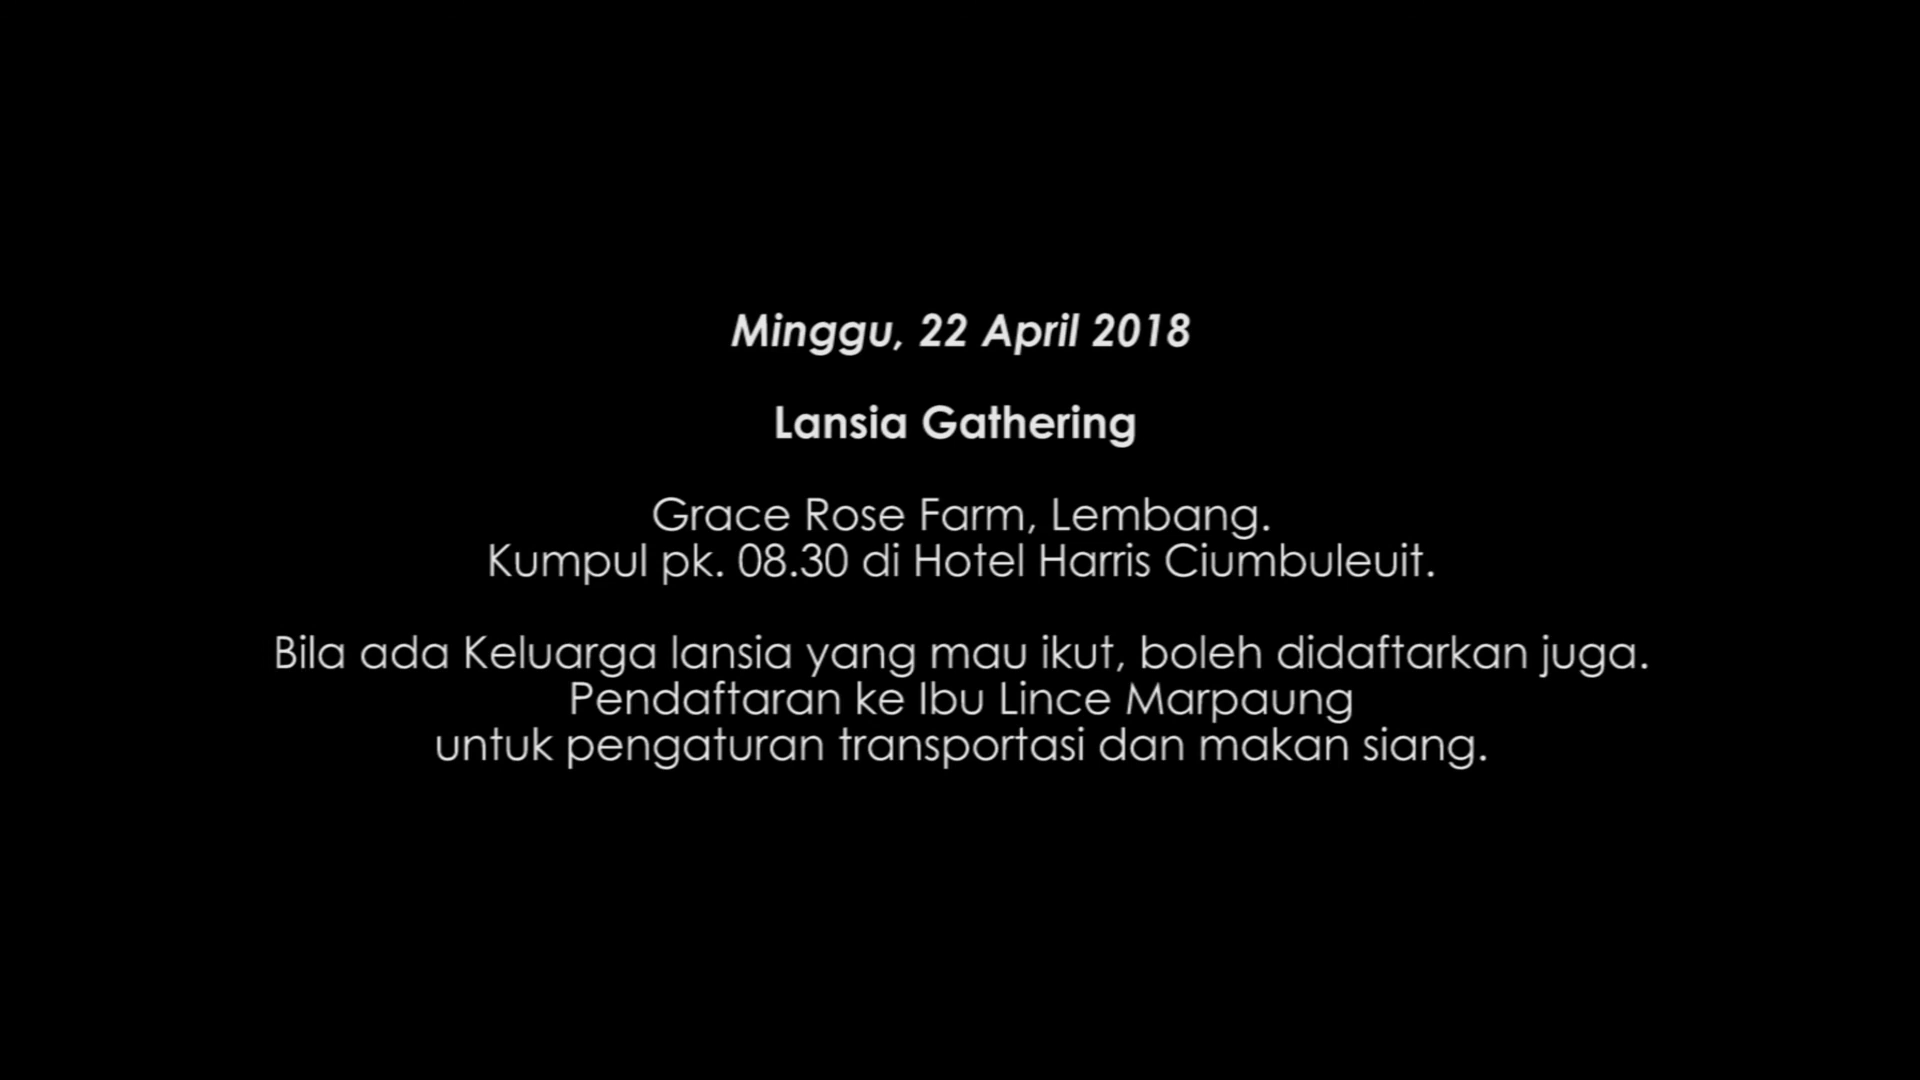 Minggu, 22 April 2018
Lansia Gathering
Grace Rose Farm, Lembang.
Kumpul pk. 08.30 di Hotel Harris Ciumbuleuit.
Bila ada Keluarga lansia yang mau ikut, boleh didaftarkan juga.
Pendaftaran ke Ibu Lince Marpaung
untuk pengaturan transportasi dan makan siang.